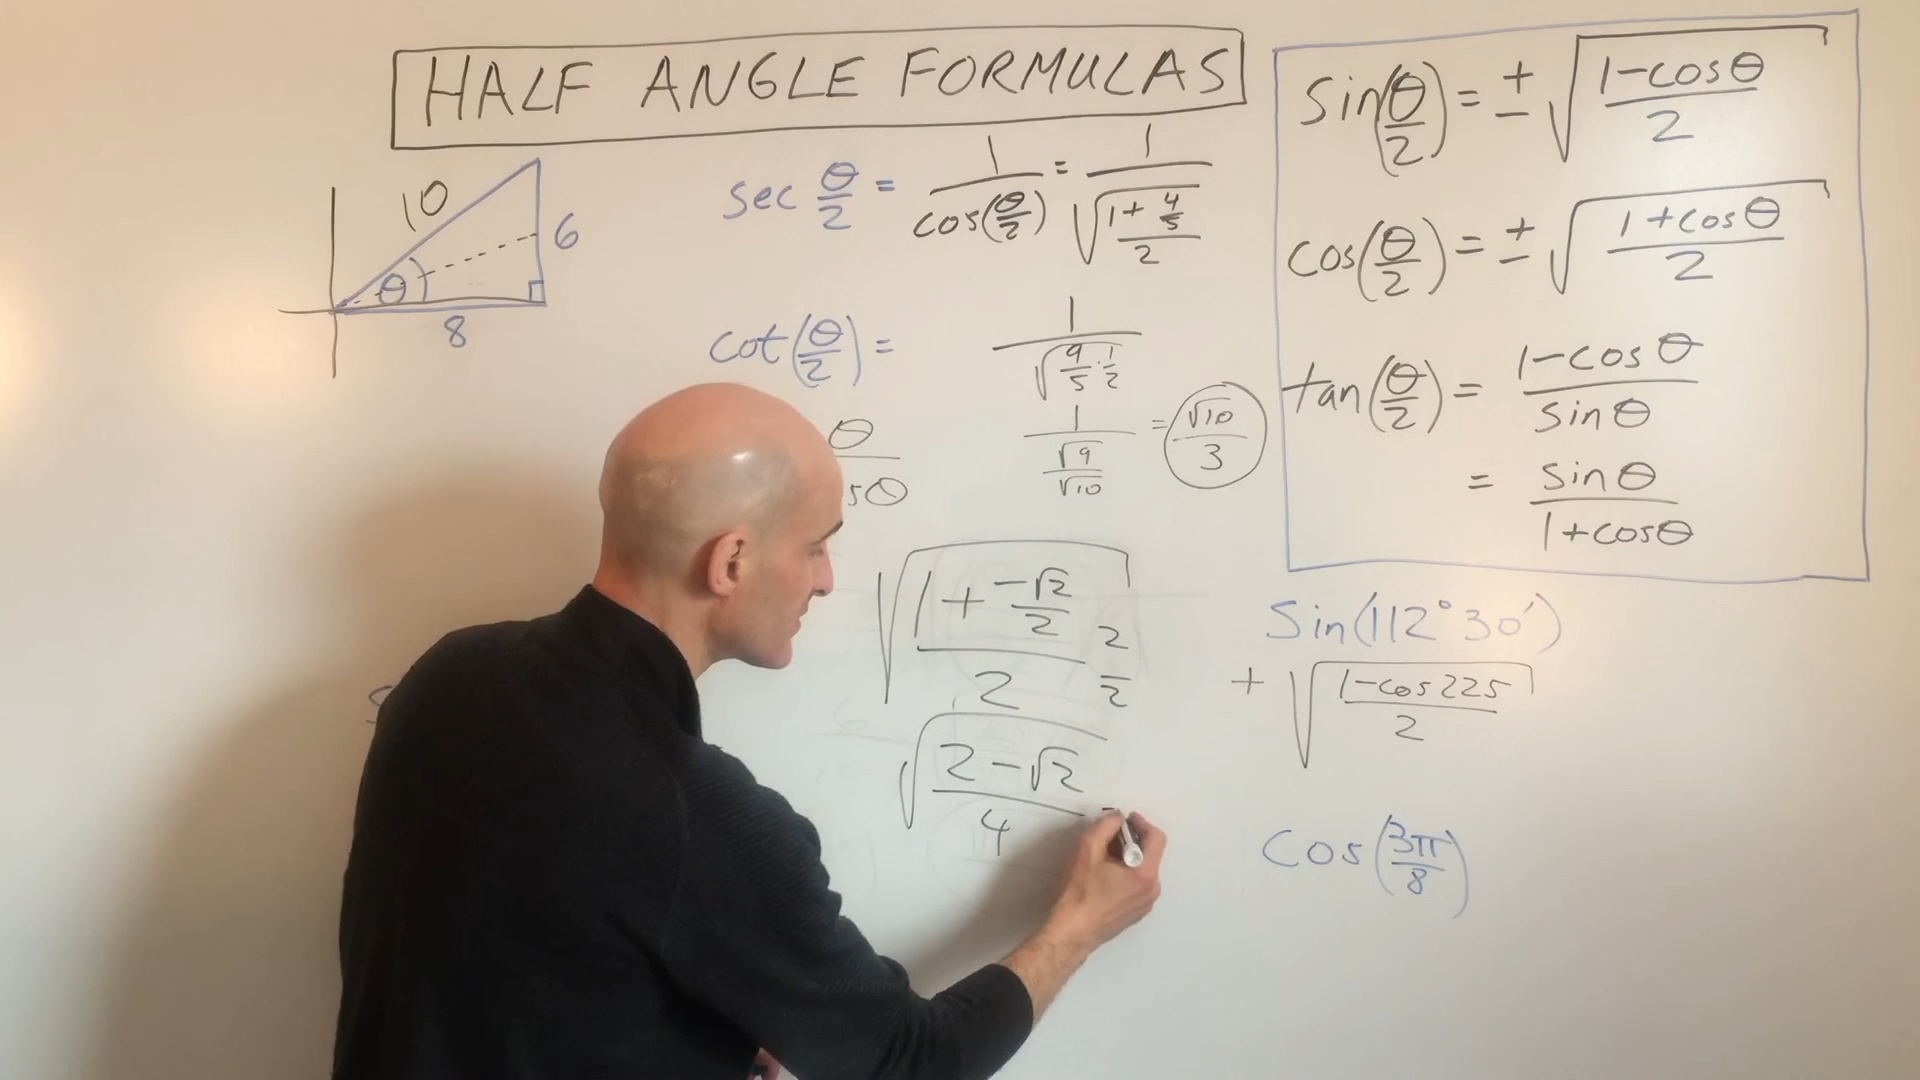 HALF ANGLE FORMULAS
10
6
8
θ
sec θ/2 = 1/cos(θ/2) = 1/√((1+4/5)/2)
cot(θ/2) =
1/√(9/5·1/2)
1/(√9/√10) = √10/3
θ
sθ
√((1+-√2/2)/2) 2/2
√((2-√2)/4)
sin(θ/2) = ±√((1-cosθ)/2)
cos(θ/2) = ±√((1+cosθ)/2)
tan(θ/2) = (1-cosθ)/sinθ
= sinθ/(1+cosθ)
Sin(112°30')
+√((1-cos225)/2)
Cos(3π/8)